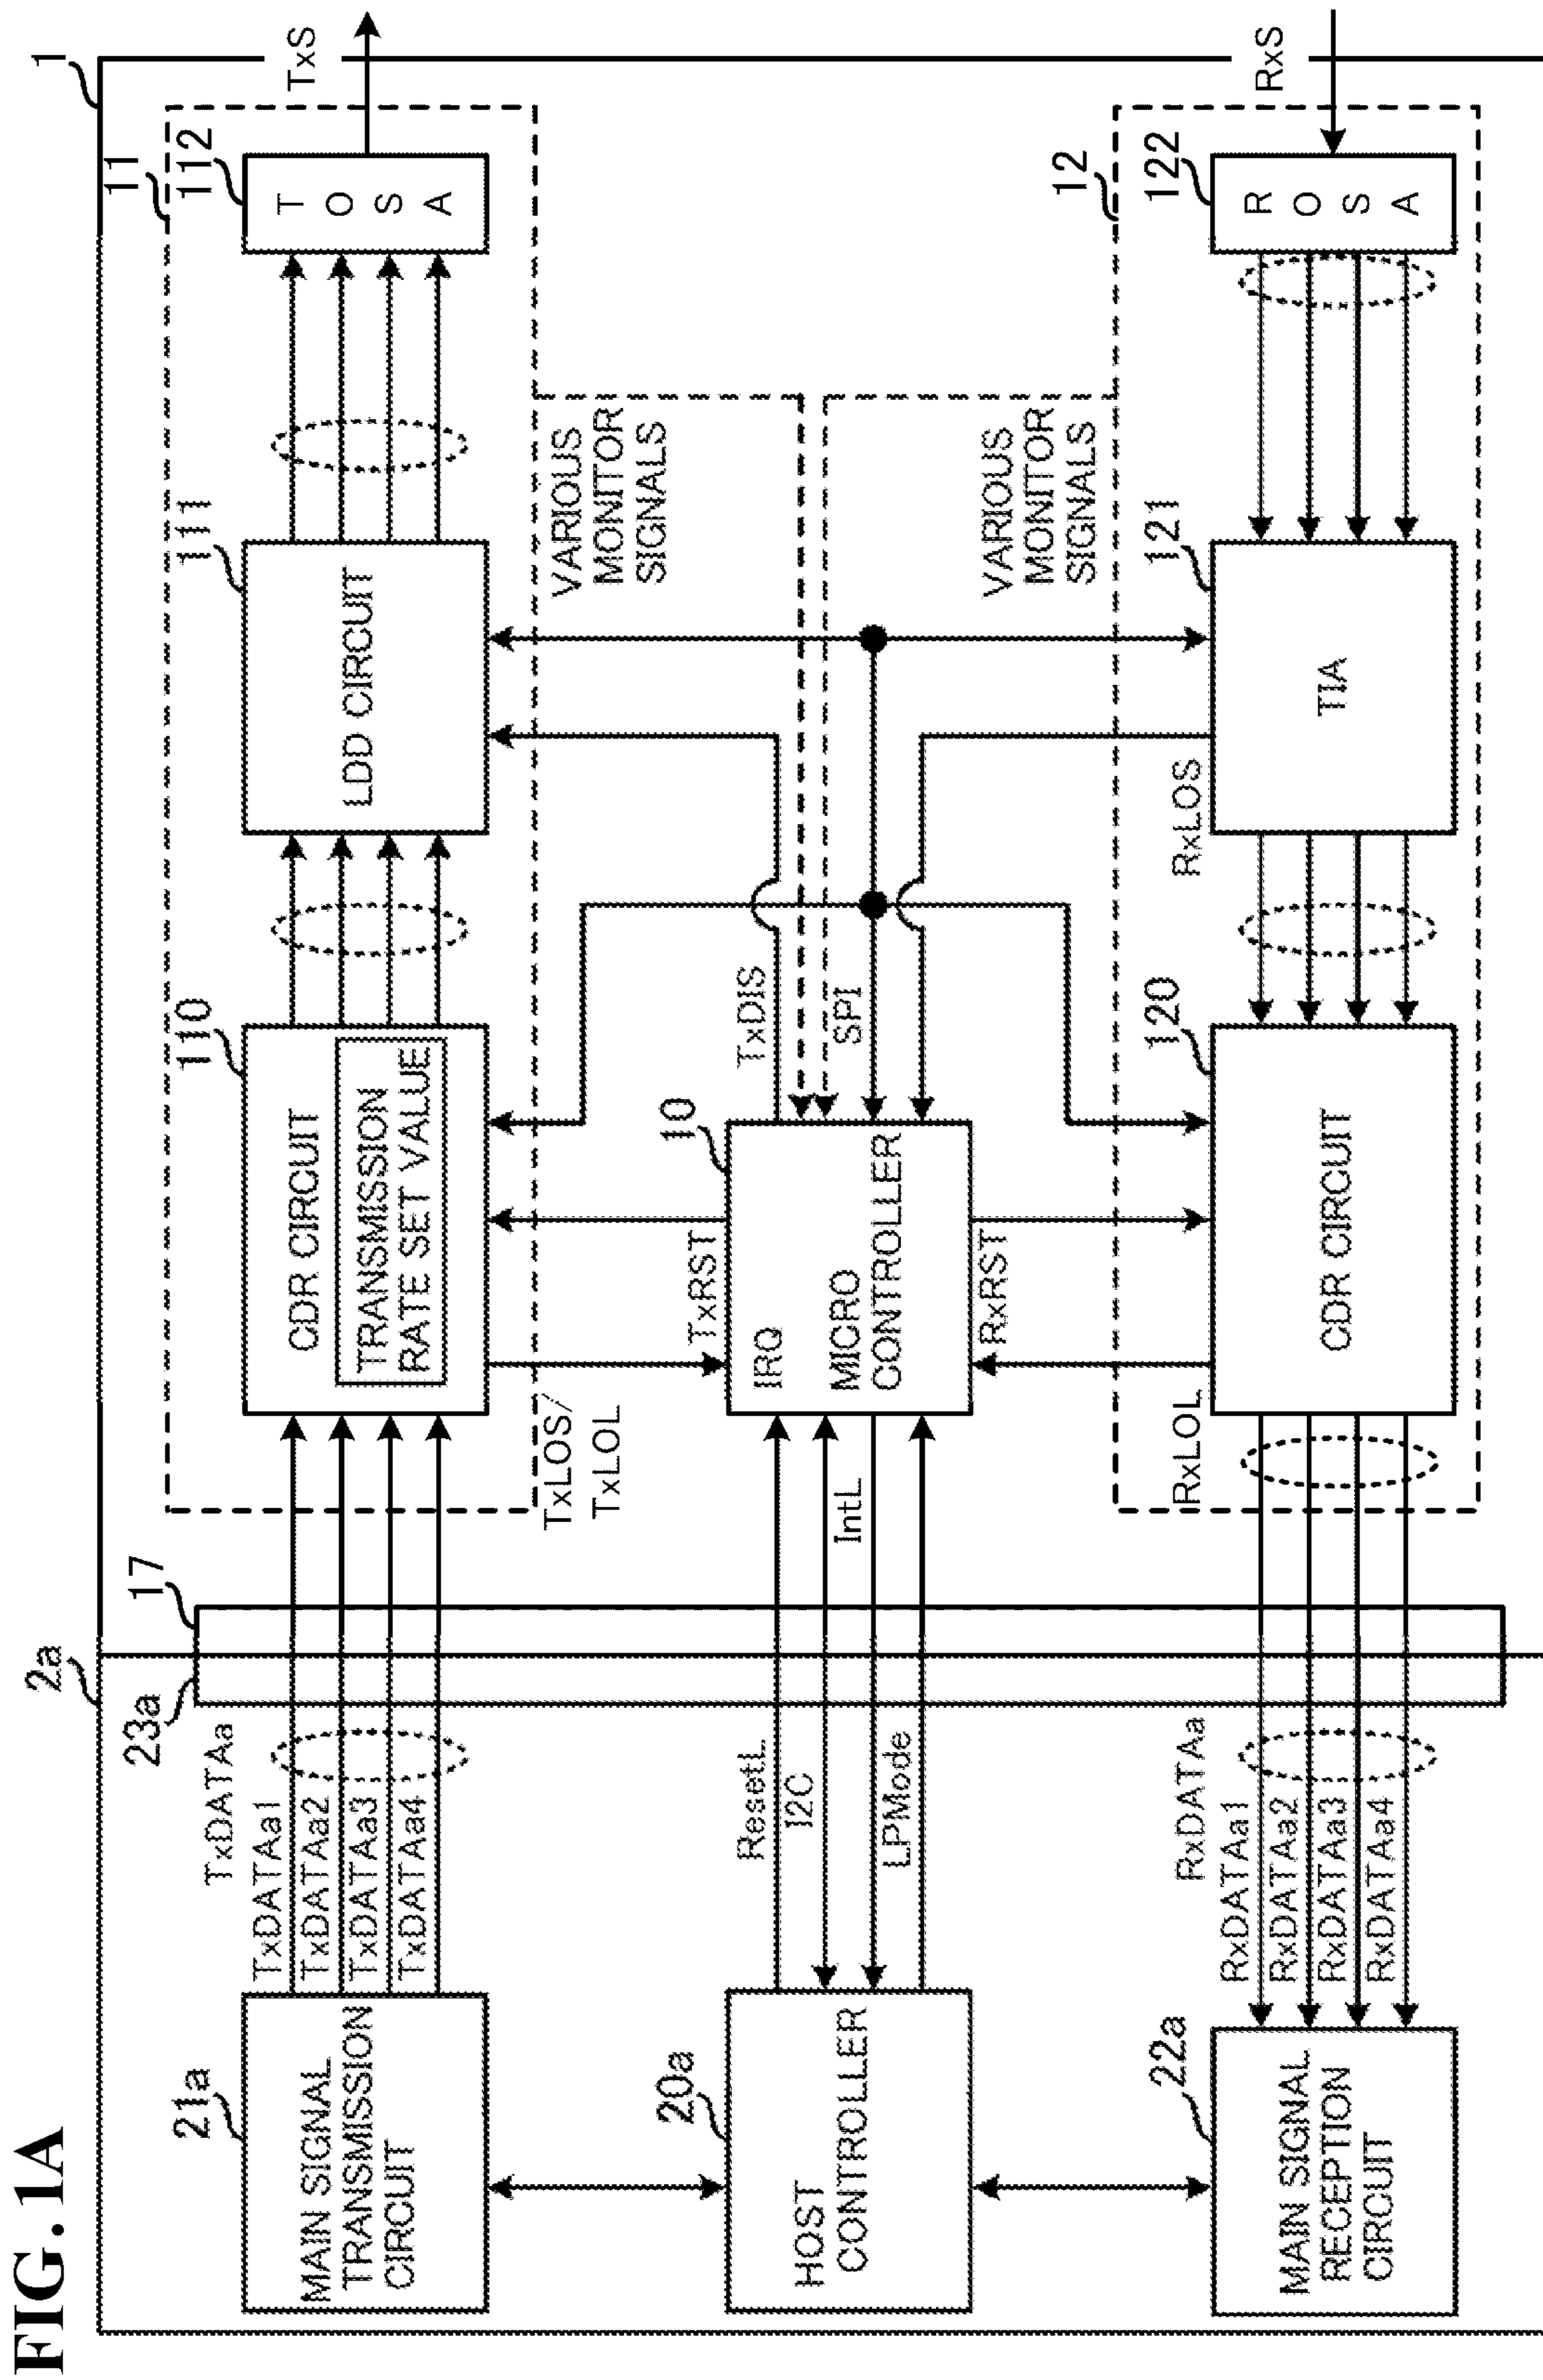 FIG. 1A
2a
1
23a
17
11
21a
MAIN SIGNAL
TRANSMISSION
CIRCUIT
TxDATAa
TxDATAa1
TxDATAa2
TxDATAa3
TxDATAa4
110
CDR CIRCUIT
TRANSMISSION
RATE SET VALUE
111
LDD CIRCUIT
112
T
O
S
A
TxS
TxLOS/
TxLOL
VARIOUS
MONITOR
SIGNALS
20a
HOST
CONTROLLER
ResetL
I2C
IntL
LPMode
TxRST
10
IRQ
MICRO
CONTROLLER
RxRST
TxDIS
SPI
VARIOUS
MONITOR
SIGNALS
12
22a
MAIN SIGNAL
RECEPTION
CIRCUIT
RxDATAa
RxDATAa1
RxDATAa2
RxDATAa3
RxDATAa4
RxLOL
120
CDR CIRCUIT
RxLOS
121
TIA
122
R
O
S
A
RxS